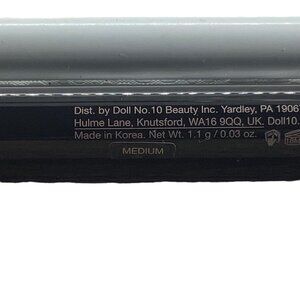 Dist. by Doll No.10 Beauty Inc. Yardley, PA 1906
Hulme Lane, Knutsford, WA16 9QQ, UK. Doll10.
Made in Korea. Net Wt. 1.1 g / 0.03 oz.
MEDIUM